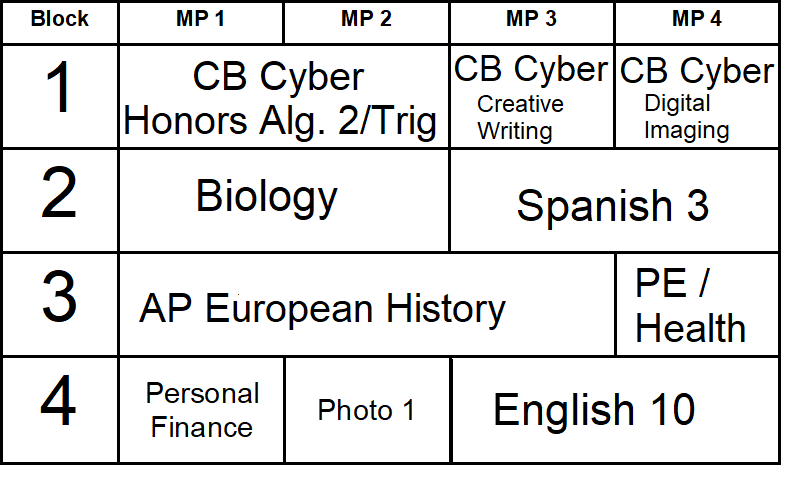 Block MP 1 MP 2 MP 3 MP 4
1
CB Cyber
Honors Alg. 2/Trig
CB Cyber
Creative
Writing
CB Cyber
Digital
Imaging
2
Biology
Spanish 3
3
AP European History
PE /
Health
4
Personal
Finance
Photo 1
English 10